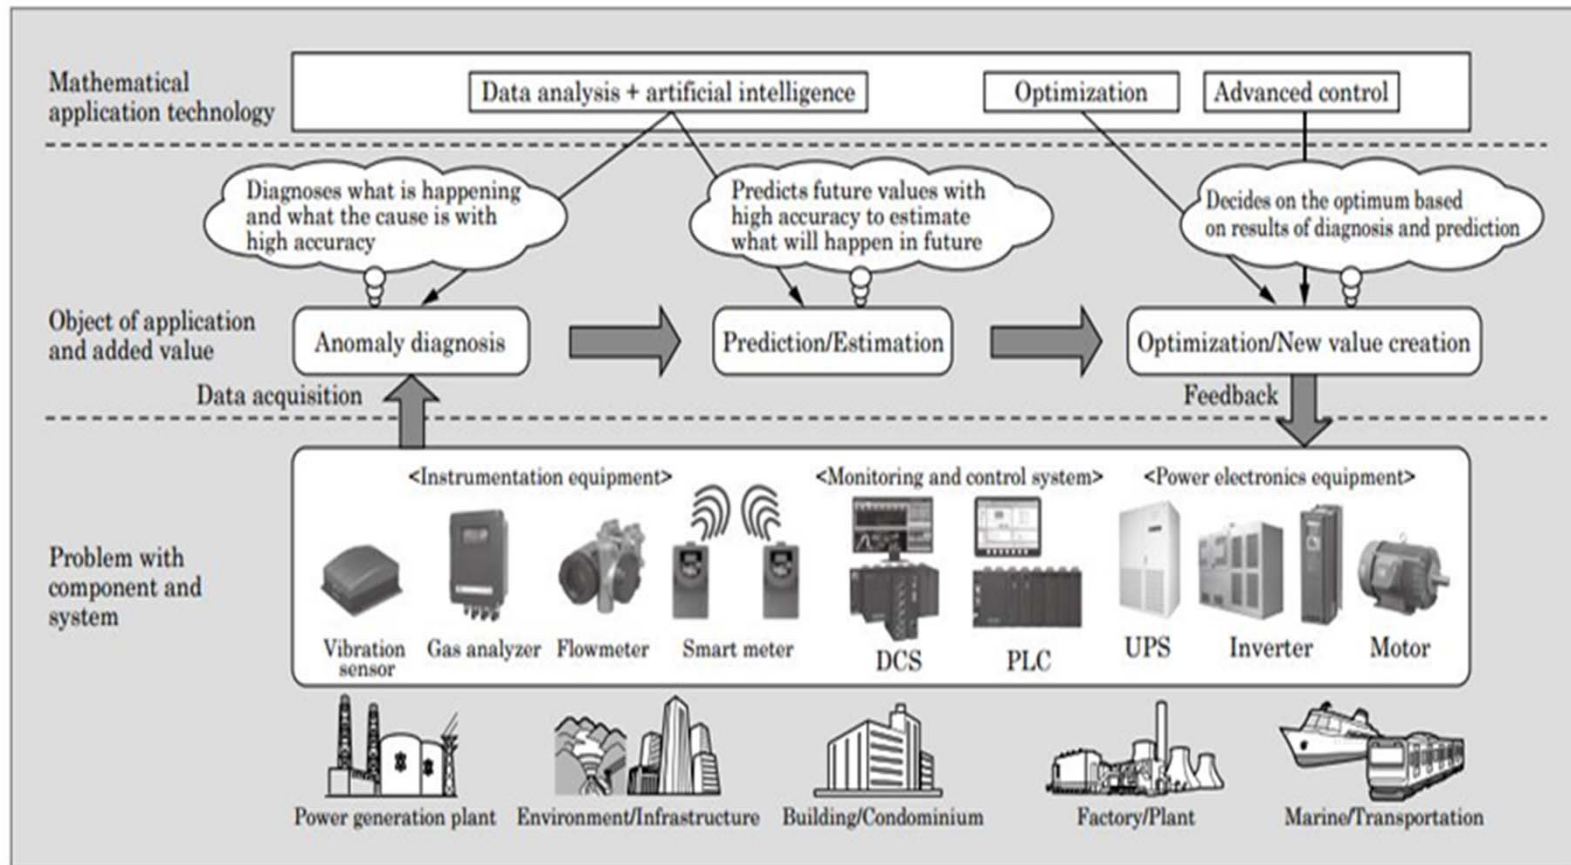 Mathematical
application technology
Data analysis + artificial intelligence
Optimization
Advanced control
Diagnoses what is happening
and what the cause is with
high accuracy
Predicts future values with
high accuracy to estimate
what will happen in future
Decides on the optimum based
on results of diagnosis and prediction
Object of application
and added value
Anomaly diagnosis
Prediction/Estimation
Optimization/New value creation
Data acquisition
Feedback
Problem with
component and
system
<Instrumentation equipment>
<Monitoring and control system>
<Power electronics equipment>
Vibration
sensor
Gas analyzer
Flowmeter
Smart meter
DCS
PLC
UPS
Inverter
Motor
Power generation plant
Environment/Infrastructure
Building/Condominium
Factory/Plant
Marine/Transportation